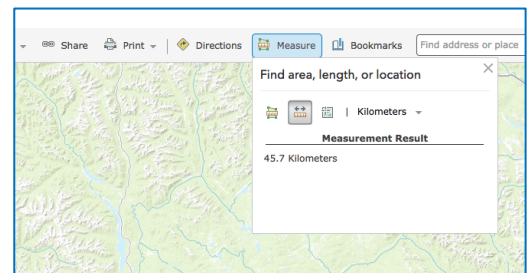 Share Print Directions Measure Bookmarks Find address or place
Find area, length, or location
| Kilometers
Measurement Result
45.7 Kilometers